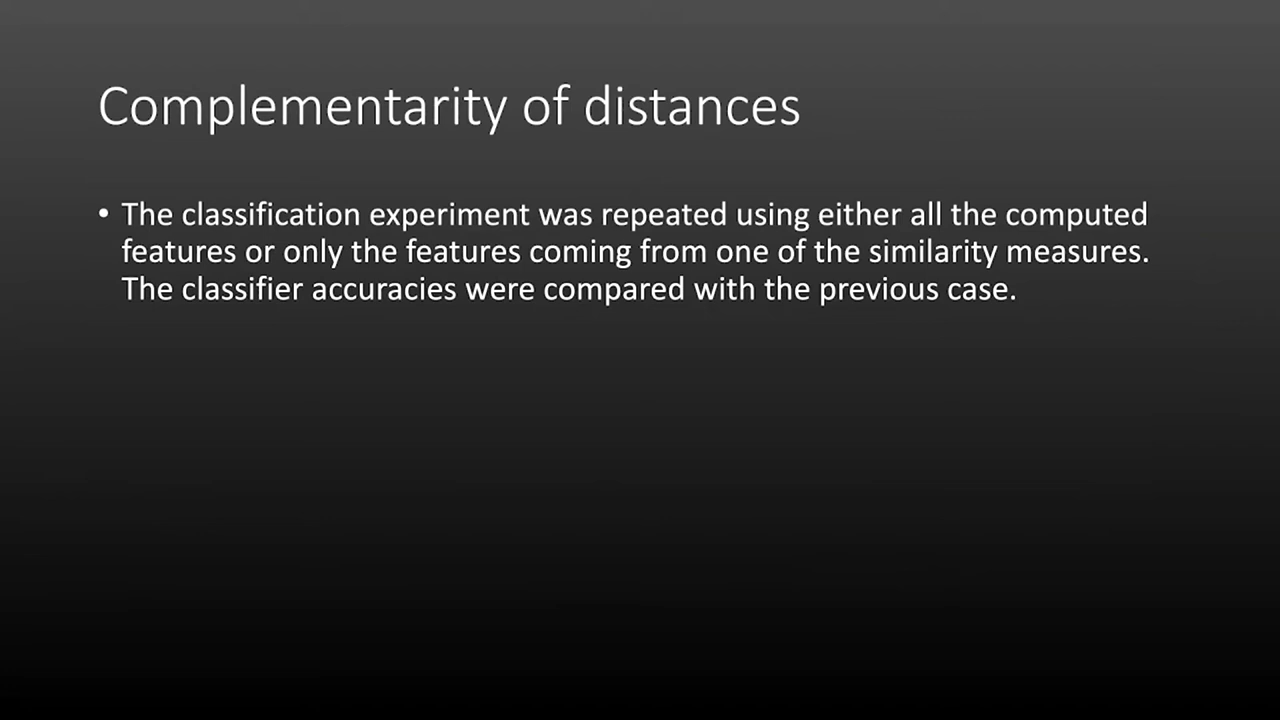 Complementarity of distances
• The classification experiment was repeated using either all the computed
features or only the features coming from one of the similarity measures.
The classifier accuracies were compared with the previous case.